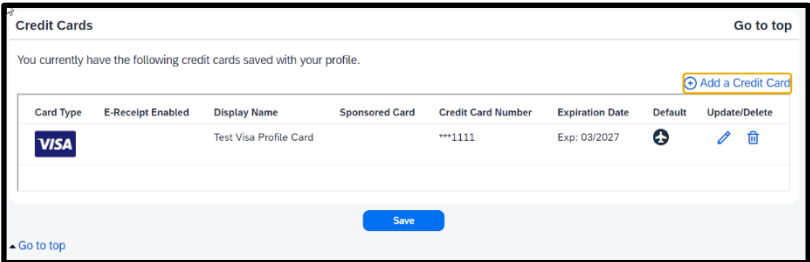 Credit Cards Go to top
You currently have the following credit cards saved with your profile.
Add a Credit Card
Card Type E-Receipt Enabled Display Name Sponsored Card Credit Card Number Expiration Date Default Update/Delete
VISA Test Visa Profile Card ***1111 Exp: 03/2027
Save
Go to top